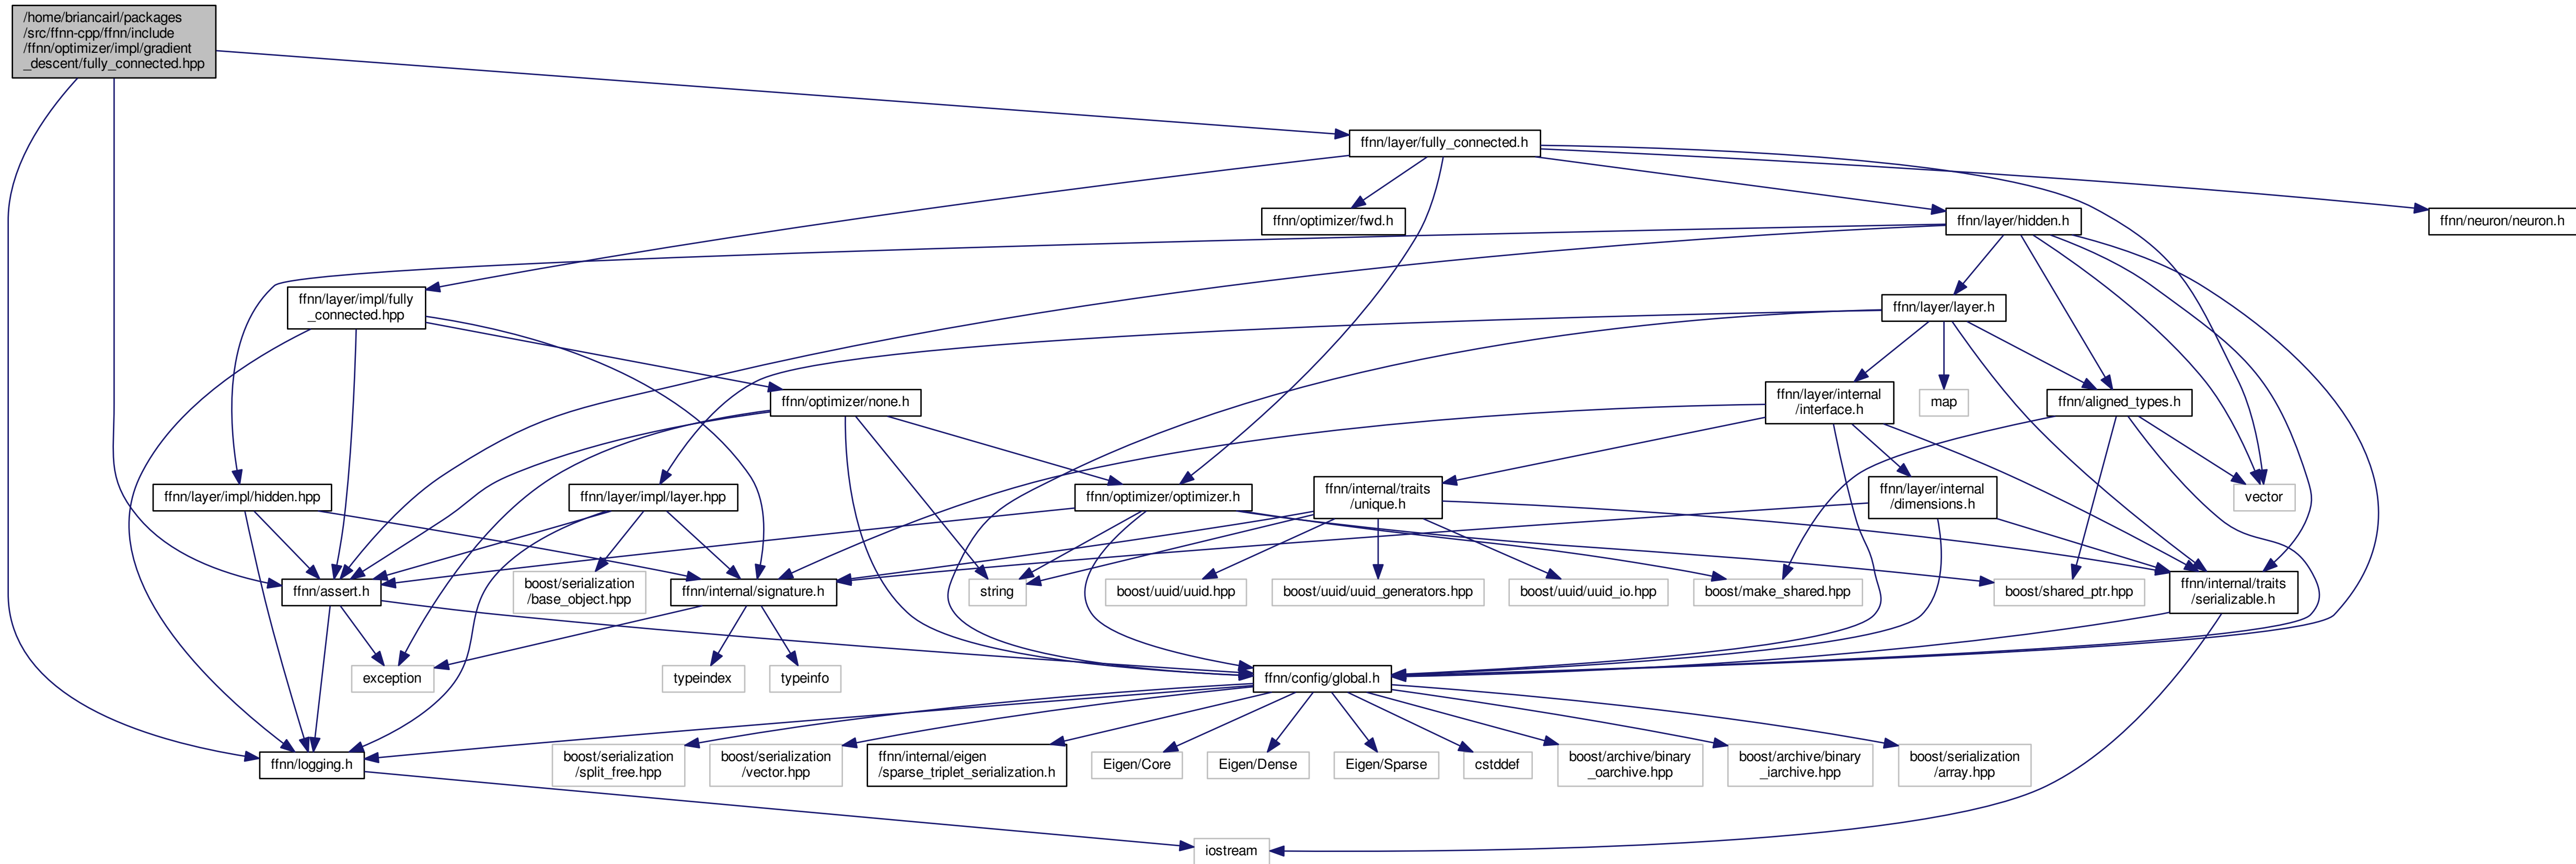 /home/briancairl/packages
/src/ffnn-cpp/ffnn/include
/ffnn/optimizer/impl/gradient
_descent/fully_connected.hpp
ffnn/layer/fully_connected.h
ffnn/optimizer/fwd.h
ffnn/layer/hidden.h
ffnn/neuron/neuron.h
ffnn/layer/impl/fully
_connected.hpp
ffnn/layer/layer.h
ffnn/optimizer/none.h
ffnn/layer/internal
/interface.h
map
ffnn/aligned_types.h
ffnn/layer/impl/hidden.hpp
ffnn/layer/impl/layer.hpp
ffnn/optimizer/optimizer.h
ffnn/internal/traits
/unique.h
ffnn/layer/internal
/dimensions.h
vector
ffnn/assert.h
boost/serialization
/base_object.hpp
ffnn/internal/signature.h
string
boost/uuid/uuid.hpp
boost/uuid/uuid_generators.hpp
boost/uuid/uuid_io.hpp
boost/make_shared.hpp
boost/shared_ptr.hpp
ffnn/internal/traits
/serializable.h
exception
typeindex
typeinfo
ffnn/config/global.h
ffnn/logging.h
boost/serialization
/split_free.hpp
boost/serialization
/vector.hpp
ffnn/internal/eigen
/sparse_triplet_serialization.h
Eigen/Core
Eigen/Dense
Eigen/Sparse
cstddef
boost/archive/binary
_oarchive.hpp
boost/archive/binary
_iarchive.hpp
boost/serialization
/array.hpp
iostream